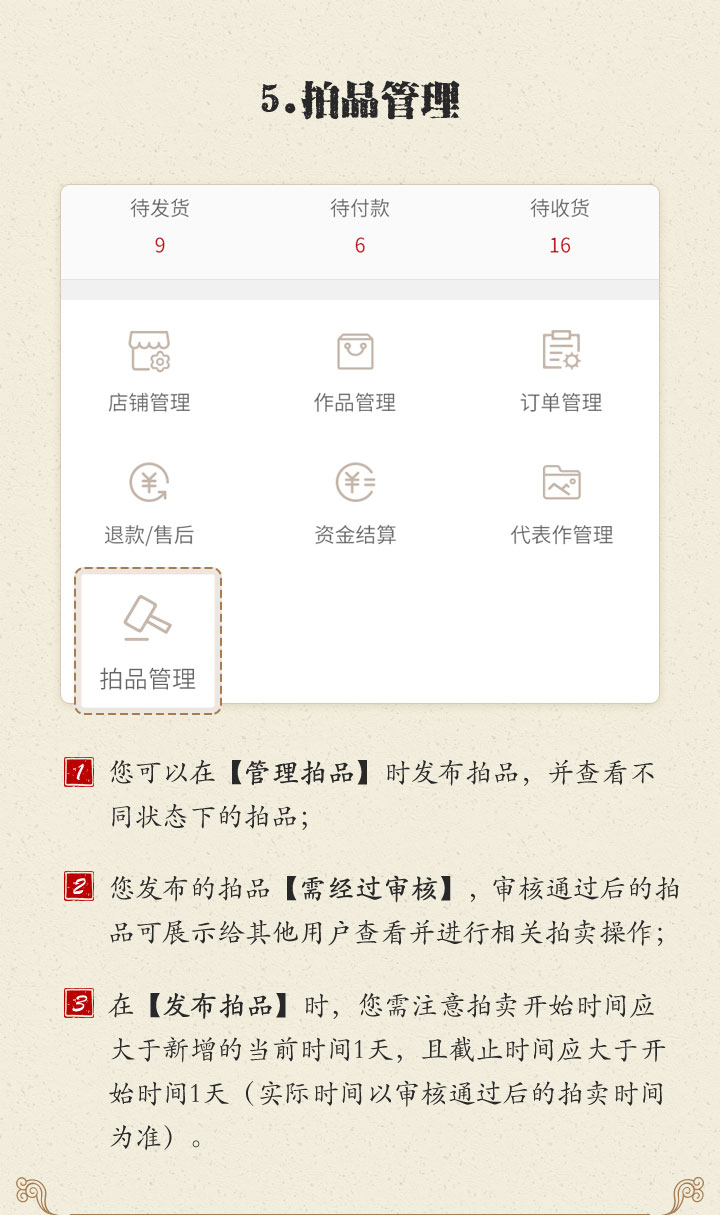 5.拍品管理
待发货 待付款 待收货
9 6 16
店铺管理 作品管理 订单管理
退款/售后 资金结算 代表作管理
拍品管理
1 您可以在【管理拍品】时发布拍品，并查看不
同状态下的拍品；
2 您发布的拍品【需经过审核】，审核通过后的拍
品可展示给其他用户查看并进行相关拍卖操作；
3 在【发布拍品】时，您需注意拍卖开始时间应
大于新增的当前时间1天，且截止时间应大于开
始时间1天（实际时间以审核通过后的拍卖时间
为准）。